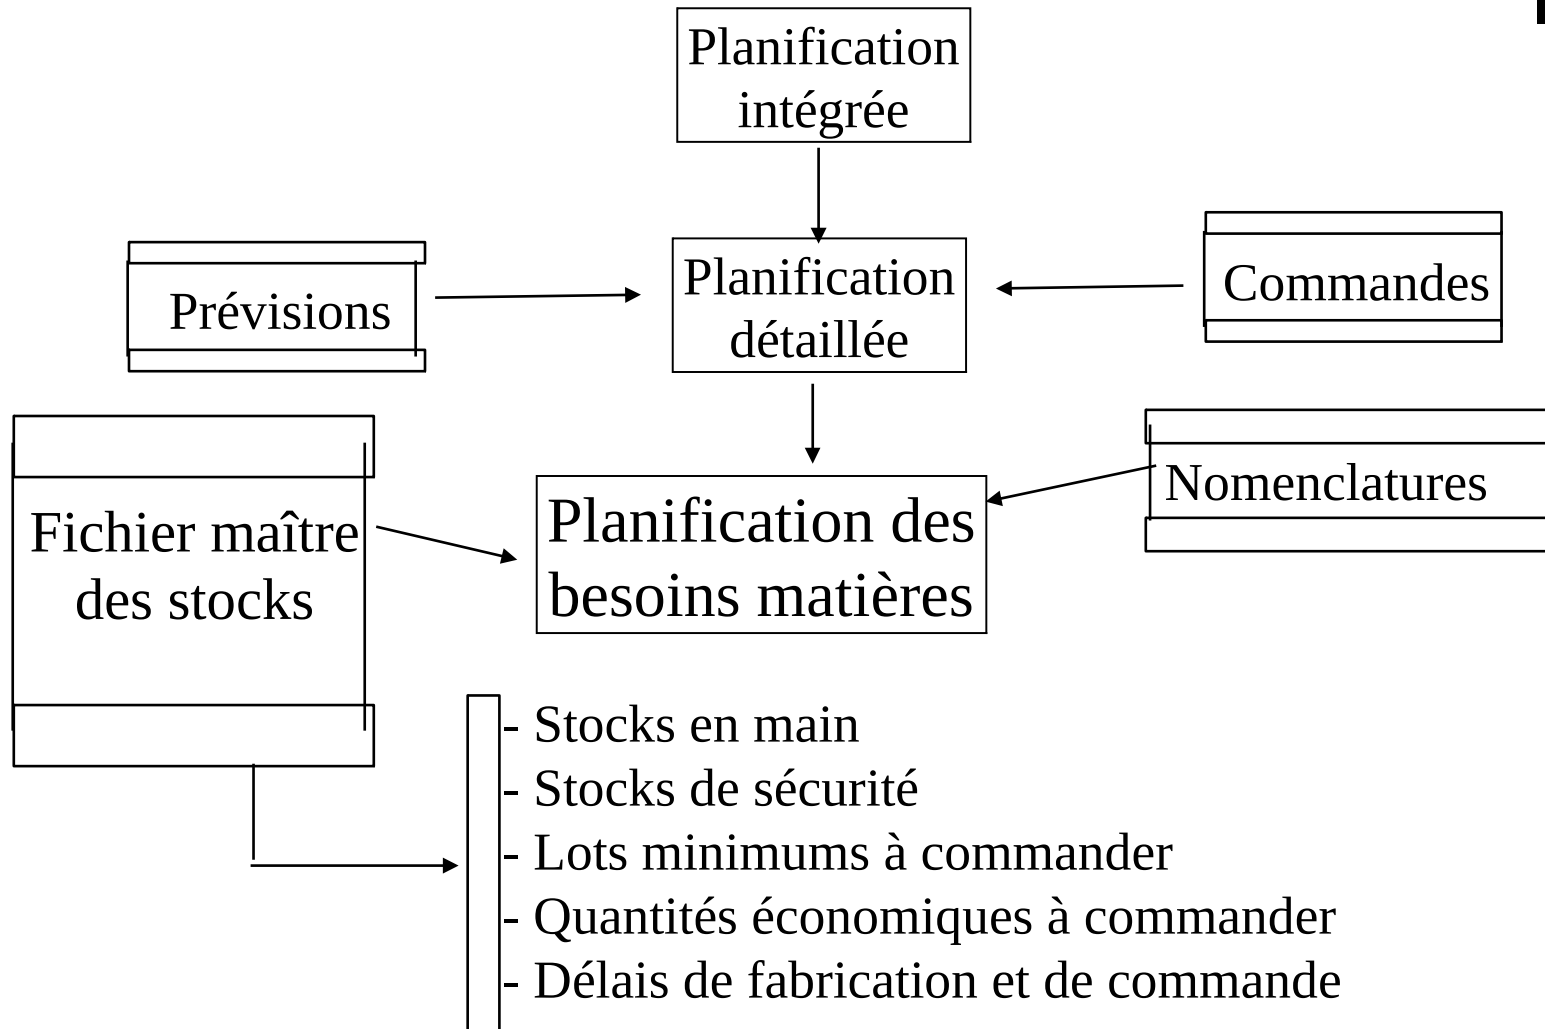 Planification
intégrée
Prévisions
Planification
détaillée
Commandes
Fichier maître
des stocks
Planification des
besoins matières
Nomenclatures
- Stocks en main
- Stocks de sécurité
- Lots minimums à commander
- Quantités économiques à commander
- Délais de fabrication et de commande